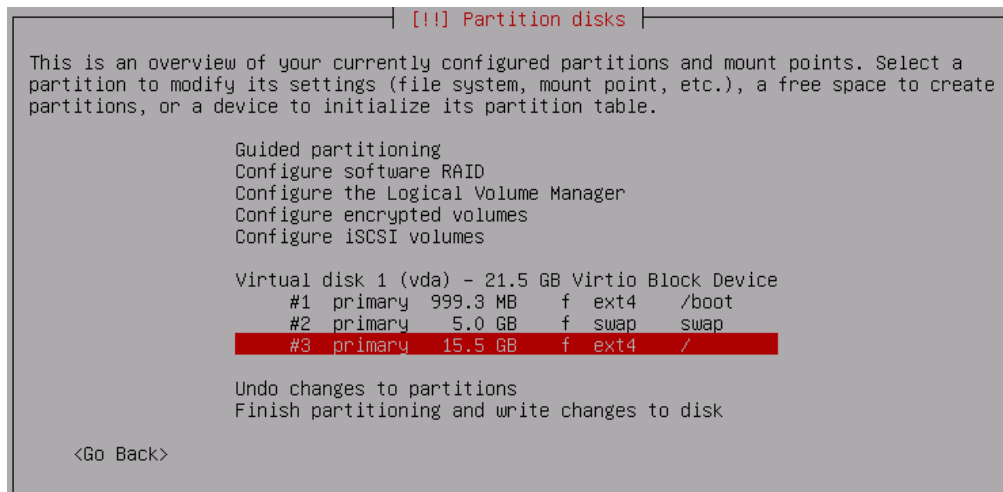 [!!] Partition disks
This is an overview of your currently configured partitions and mount points. Select a
partition to modify its settings (file system, mount point, etc.), a free space to create
partitions, or a device to initialize its partition table.
Guided partitioning
Configure software RAID
Configure the Logical Volume Manager
Configure encrypted volumes
Configure iSCSI volumes
Virtual disk 1 (vda) - 21.5 GB Virtio Block Device
#1 primary 999.3 MB f ext4 /boot
#2 primary 5.0 GB f swap swap
#3 primary 15.5 GB f ext4 /
Undo changes to partitions
Finish partitioning and write changes to disk
<Go Back>